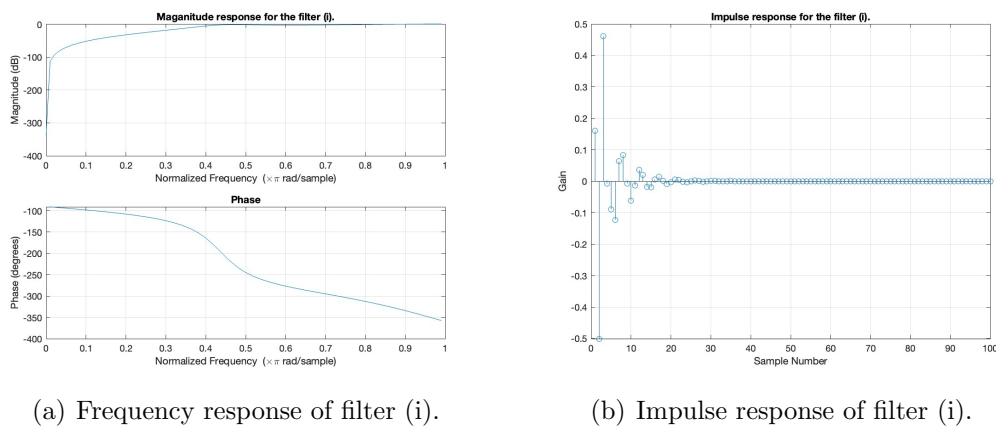 Maganitude response for the filter (i).
0
-100
-200
-300
-400
Magnitude (dB)
0 0.1 0.2 0.3 0.4 0.5 0.6 0.7 0.8 0.9 1
Normalized Frequency (×π rad/sample)
Phase
-100
-150
-200
-250
-300
-350
-400
Phase (degrees)
0 0.1 0.2 0.3 0.4 0.5 0.6 0.7 0.8 0.9 1
Normalized Frequency (×π rad/sample)
(a) Frequency response of filter (i).
Impulse response for the filter (i).
0.5
0.4
0.3
0.2
0.1
0
-0.1
-0.2
-0.3
-0.4
-0.5
Gain
0 10 20 30 40 50 60 70 80 90 100
Sample Number
(b) Impulse response of filter (i).